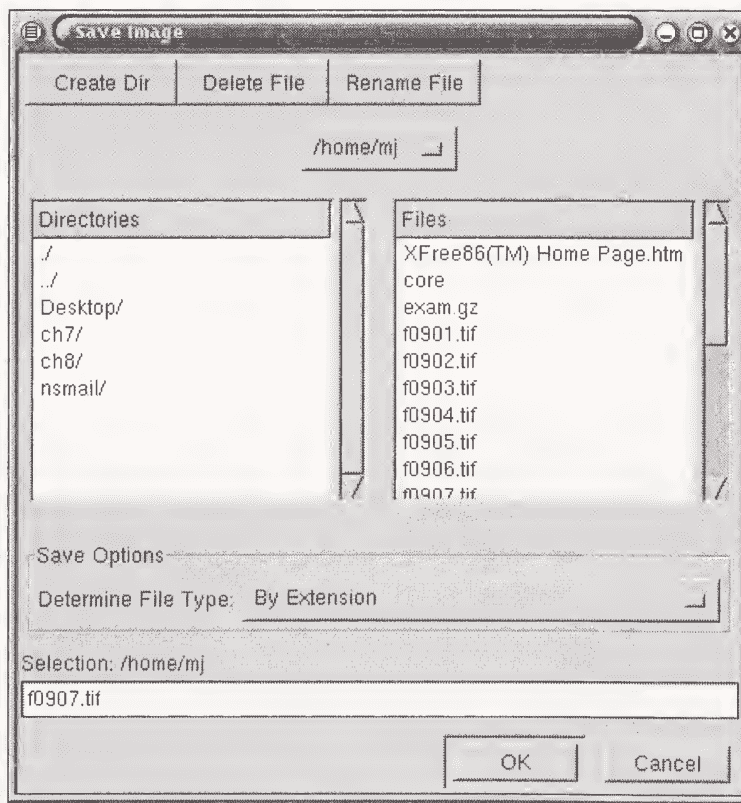 Save Image
Create Dir Delete File Rename File
/home/mj
Directories
./
../
Desktop/
ch7/
ch8/
nsmail/
Files
XFree86(TM) Home Page.htm
core
exam.gz
f0901.tif
f0902.tif
f0903.tif
f0904.tif
f0905.tif
f0906.tif
f0907.tif
Save Options
Determine File Type: By Extension
Selection: /home/mj
f0907.tif
OK Cancel